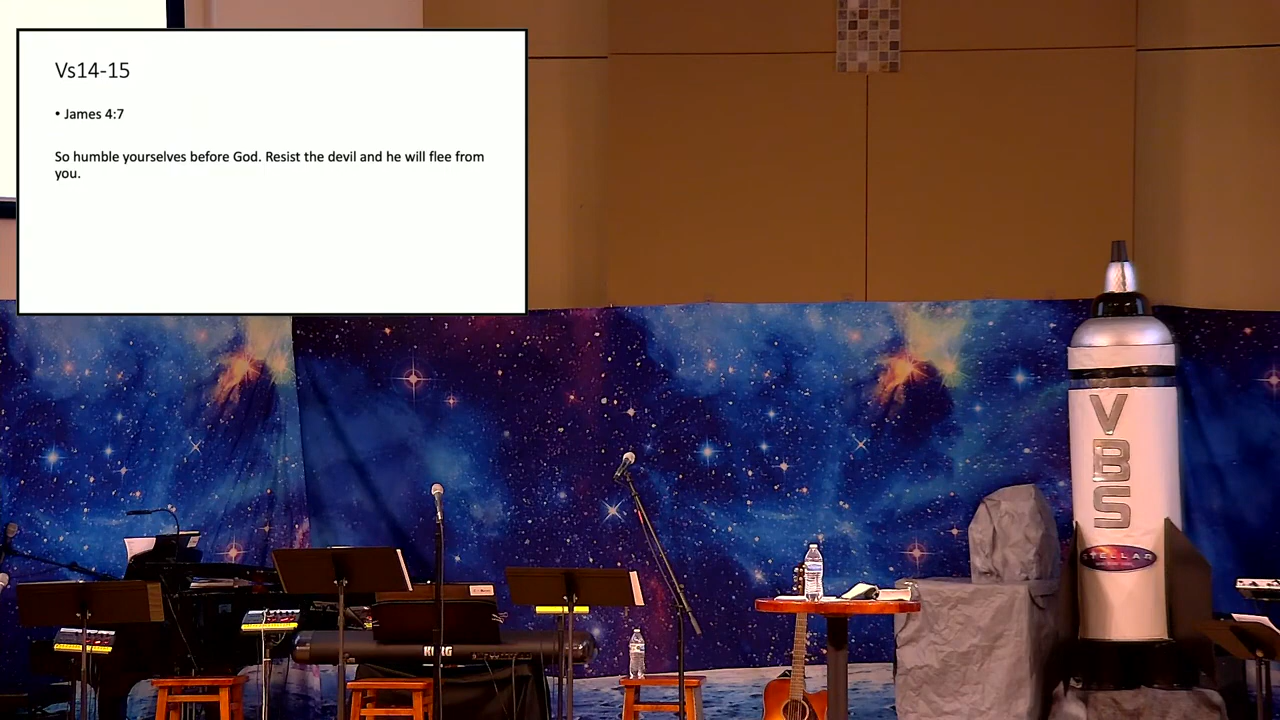 Vs14-15
• James 4:7
So humble yourselves before God. Resist the devil and he will flee from
you.
VBS
STELLAR
KORG